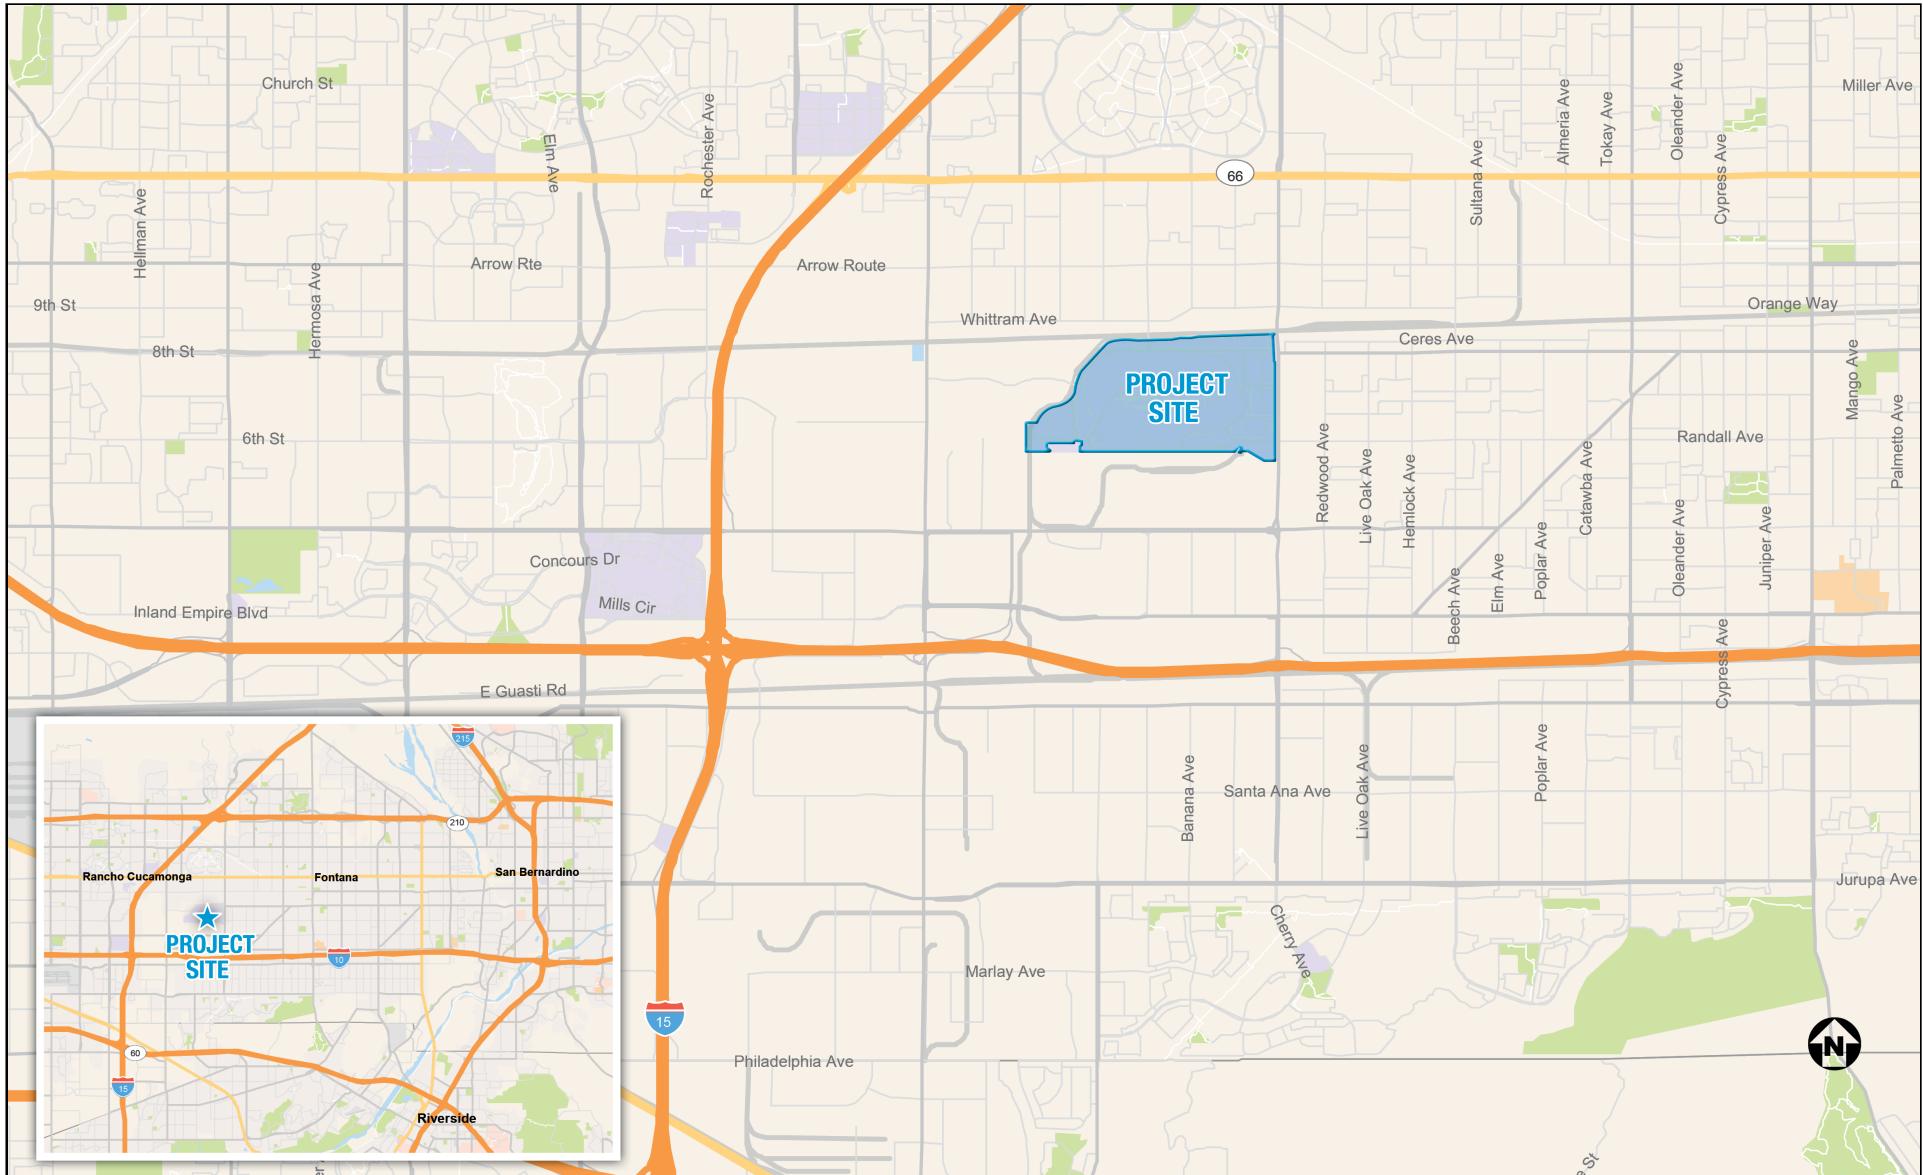 Church St
Miller Ave
Elm Ave
Rochester Ave
Almeria Ave
Tokay Ave
Oleander Ave
Cypress Ave
Sultana Ave
66
Hellman Ave
Arrow Rte
Arrow Route
Hermosa Ave
9th St
Whittram Ave
Orange Way
8th St
Ceres Ave
Mango Ave
PROJECT
SITE
6th St
Redwood Ave
Live Oak Ave
Hemlock Ave
Catawba Ave
Randall Ave
Palmetto Ave
Concours Dr
Mills Cir
Inland Empire Blvd
Beech Ave
Elm Ave
Poplar Ave
Oleander Ave
Juniper Ave
Cypress Ave
E Guasti Rd
Banana Ave
Santa Ana Ave
Live Oak Ave
Poplar Ave
Jurupa Ave
Cherry Ave
Marlay Ave
15
Philadelphia Ave
N
215
210
Rancho Cucamonga
Fontana
San Bernardino
PROJECT
SITE
10
60
15
Riverside